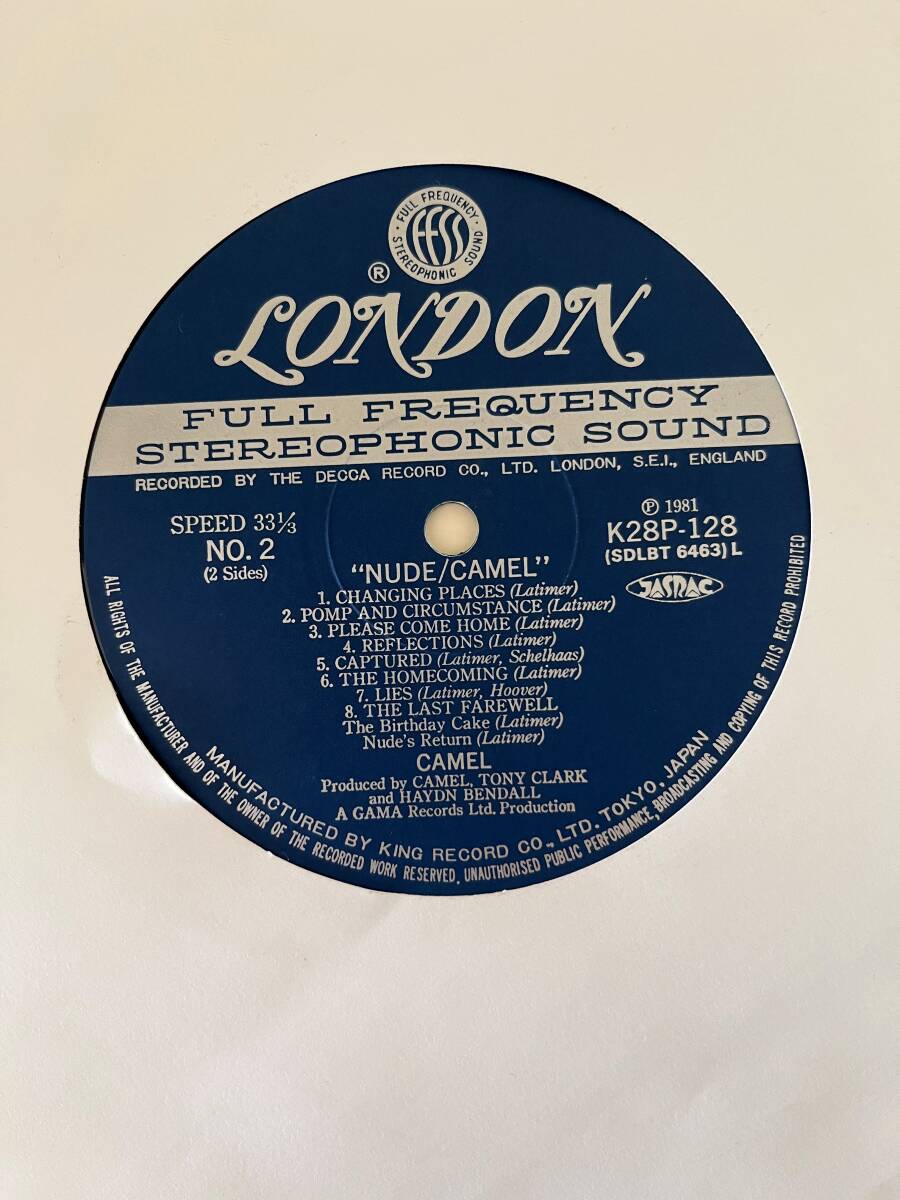 FULL FREQUENCY
ffss
STEREOPHONIC SOUND
®
LONDON
FULL FREQUENCY
STEREOPHONIC SOUND
RECORDED BY THE DECCA RECORD CO., LTD. LONDON, S.E.I., ENGLAND
SPEED 33⅓
NO. 2
(2 Sides)
℗ 1981
K28P-128
(SDLBT 6463) L
JASRAC
"NUDE/CAMEL"
1. CHANGING PLACES (Latimer)
2. POMP AND CIRCUMSTANCE (Latimer)
3. PLEASE COME HOME (Latimer)
4. REFLECTIONS (Latimer)
5. CAPTURED (Latimer, Schelhaas)
6. THE HOMECOMING (Latimer)
7. LIES (Latimer, Hoover)
8. THE LAST FAREWELL
The Birthday Cake (Latimer)
Nude's Return (Latimer)
CAMEL
Produced by CAMEL, TONY CLARK
and HAYDN BENDALL
A GAMA Records Ltd. Production
MANUFACTURED BY KING RECORD CO., LTD. TOKYO, JAPAN
ALL RIGHTS OF THE MANUFACTURER AND OF THE OWNER OF THE RECORDED WORK RESERVED, UNAUTHORISED PUBLIC PERFORMANCE, BROADCASTING AND COPYING OF THIS RECORD PROHIBITED